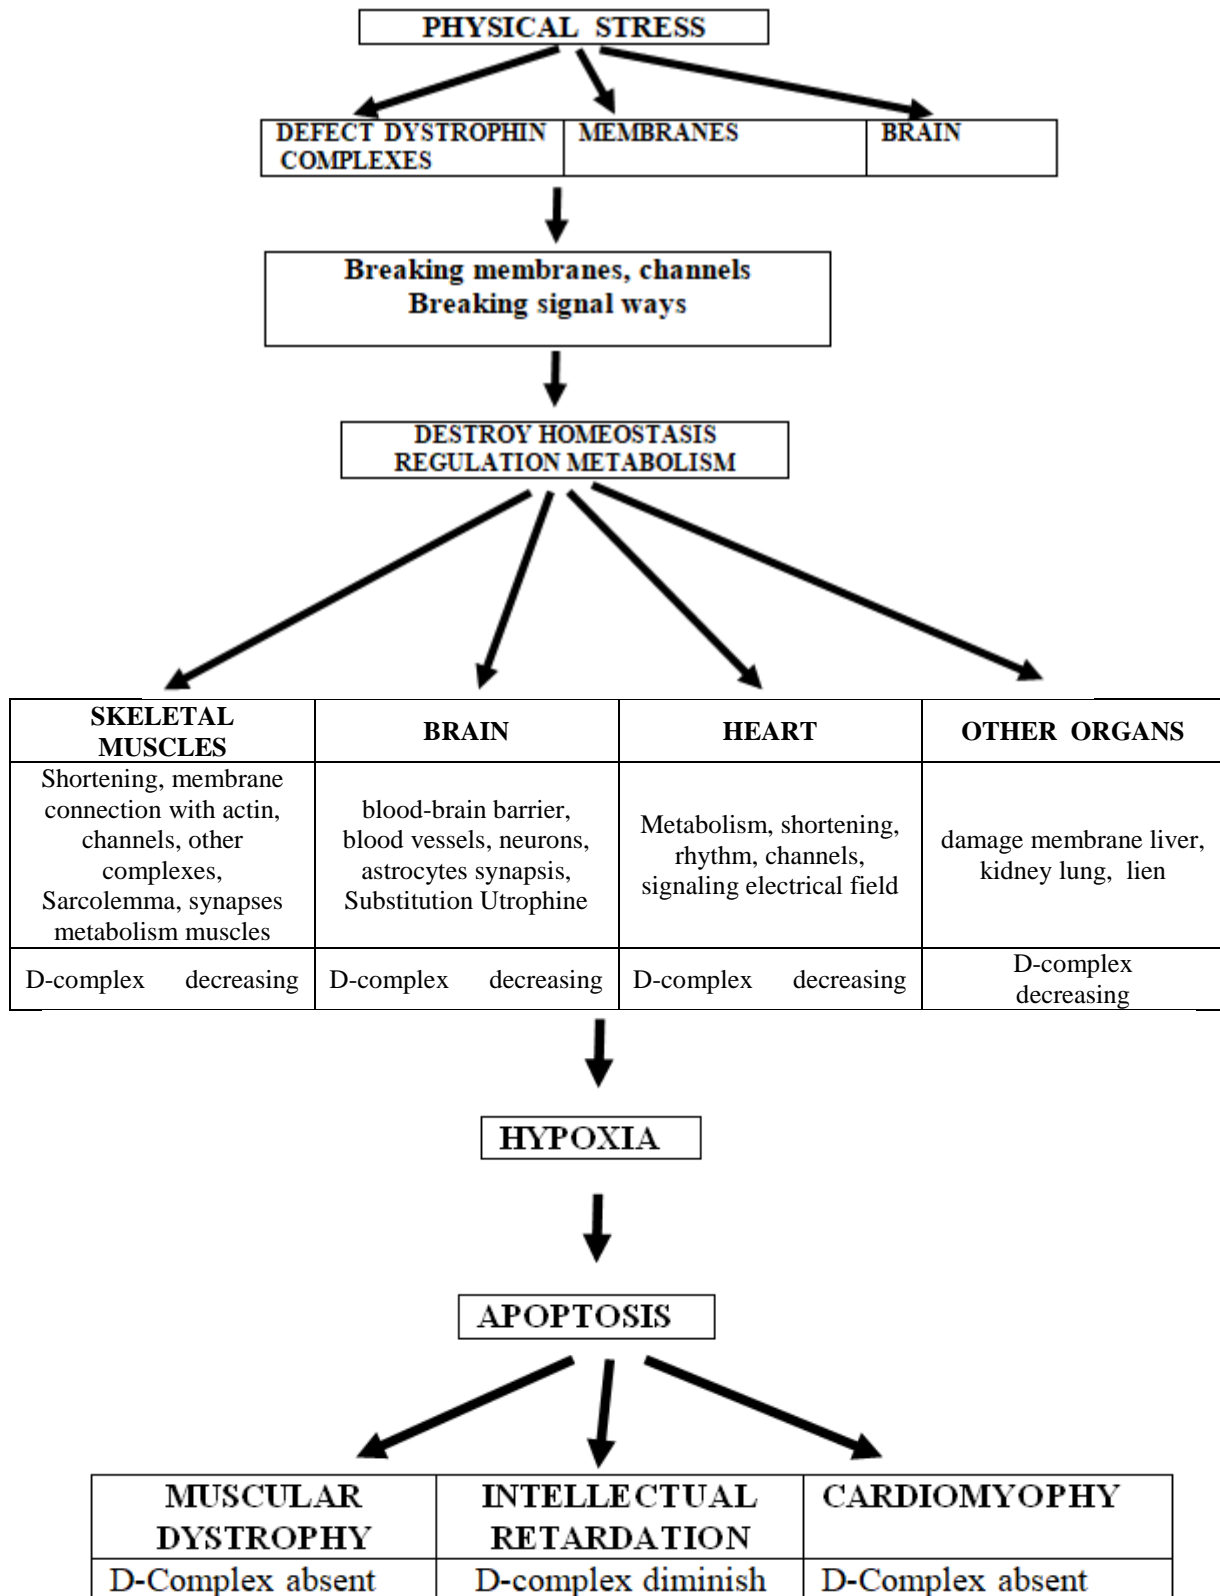 PHYSICAL STRESS
DEFECT DYSTROPHIN
COMPLEXES
MEMBRANES
BRAIN
Breaking membranes, channels
Breaking signal ways
DESTROY HOMEOSTASIS
REGULATION METABOLISM
SKELETAL
MUSCLES
BRAIN
HEART
OTHER ORGANS
Shortening, membrane
connection with actin,
channels, other
complexes,
Sarcolemma, synapses
metabolism muscles
blood-brain barrier,
blood vessels, neurons,
astrocytes synapsis,
Substitution Utrophine
Metabolism, shortening,
rhythm, channels,
signaling electrical field
damage membrane liver,
kidney lung, lien
D-complex decreasing
D-complex decreasing
D-complex decreasing
D-complex
decreasing
HYPOXIA
APOPTOSIS
MUSCULAR
DYSTROPHY
INTELLECTUAL
RETARDATION
CARDIOMYOPHY
D-Complex absent
D-complex diminish
D-Complex absent